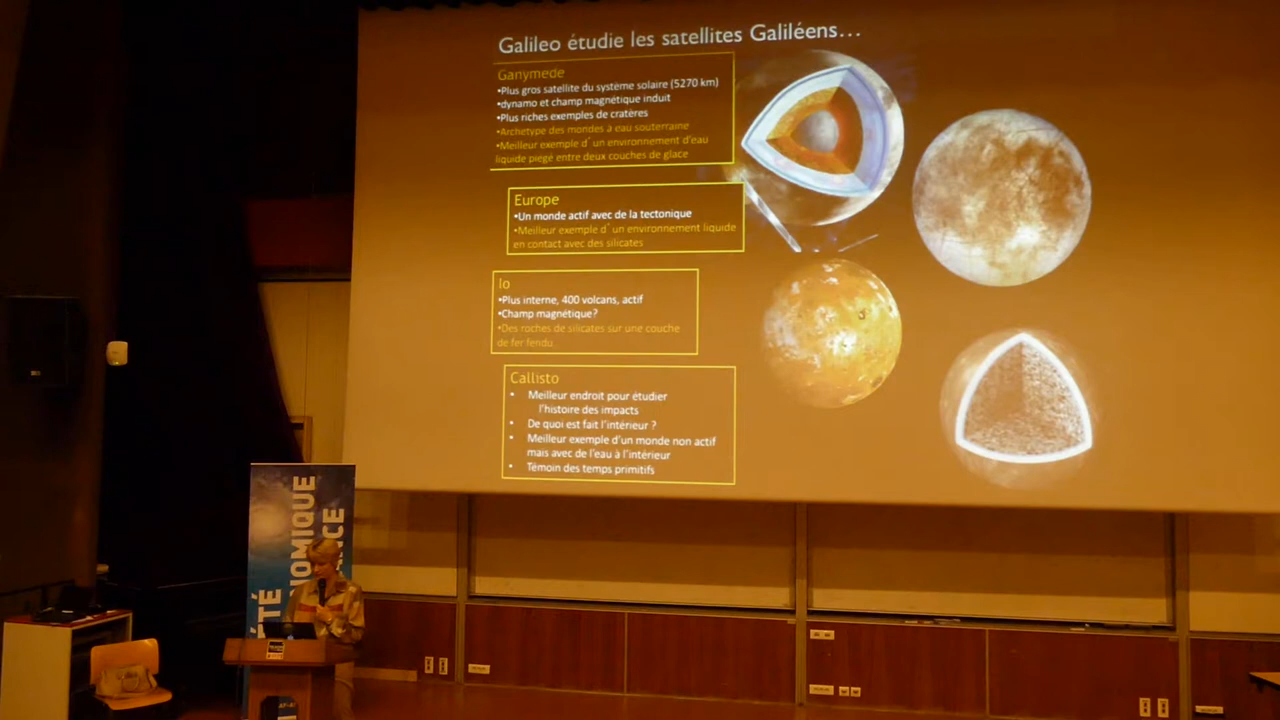 Galileo étudie les satellites Galiléens…
Ganymede
•Plus gros satellite du système solaire (5270 km)
•dynamo et champ magnétique induit
•Plus riches exemples de cratères
•Archetype des mondes à eau souterraine
•Meilleur exemple d' un environnement d'eau
liquide piegé entre deux couches de glace
Europe
•Un monde actif avec de la tectonique
•Meilleur exemple d' un environnement liquide
en contact avec des silicates
Io
•Plus interne, 400 volcans, actif
•Champ magnétique?
•Des roches de silicates sur une couche
de fer fendu
Callisto
• Meilleur endroit pour étudier
l'histoire des impacts
• De quoi est fait l'intérieur ?
• Meilleur exemple d'un monde non actif
mais avec de l'eau à l'intérieur
• Témoin des temps primitifs
ÉTÉ
NOMIQUE
NCE